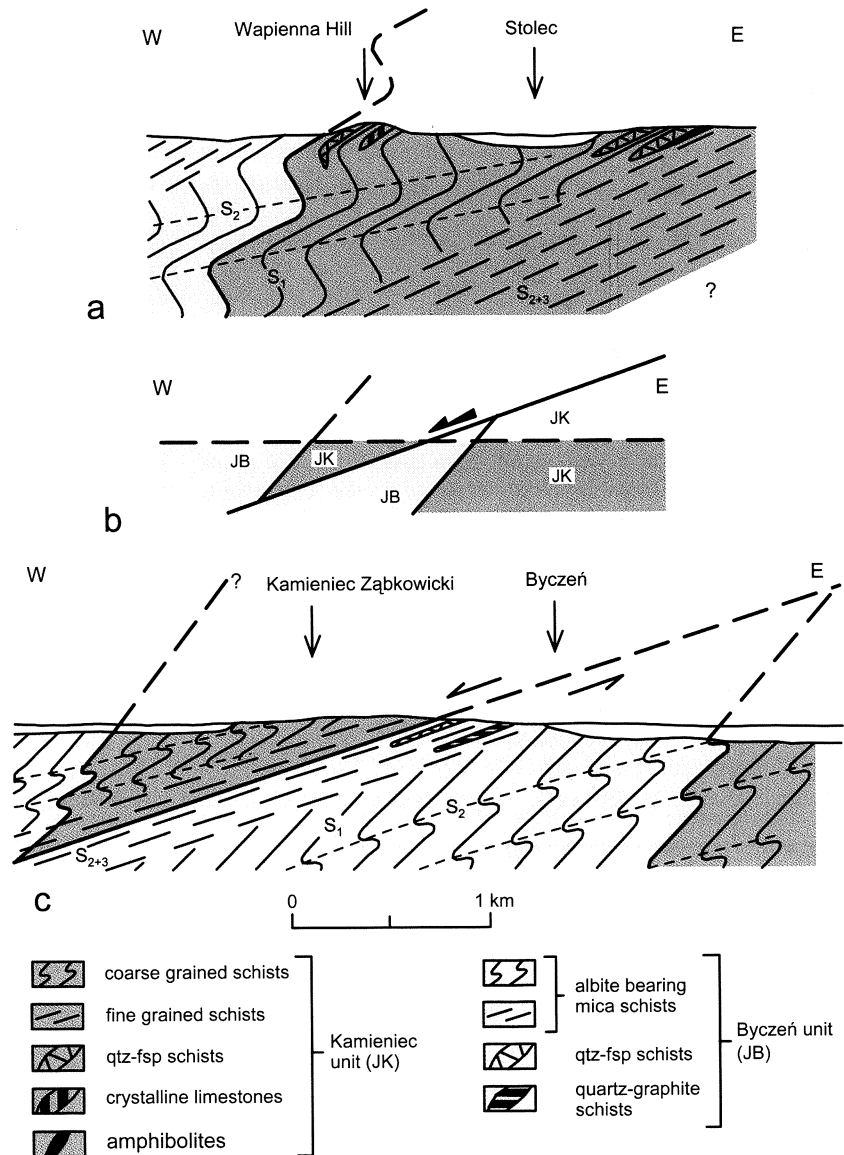 W
Wapienna Hill
Stolec
E
S2
S1
S2+3
?
a
W
E
JK
JB
JK
JB
JK
b
W
?
Kamieniec Ząbkowicki
Byczeń
E
S1
S2
S2+3
c
0
1 km
coarse grained schists
fine grained schists
qtz-fsp schists
crystalline limestones
amphibolites
Kamieniec
unit (JK)
albite bearing
mica schists
qtz-fsp schists
quartz-graphite
schists
Byczeń unit
(JB)